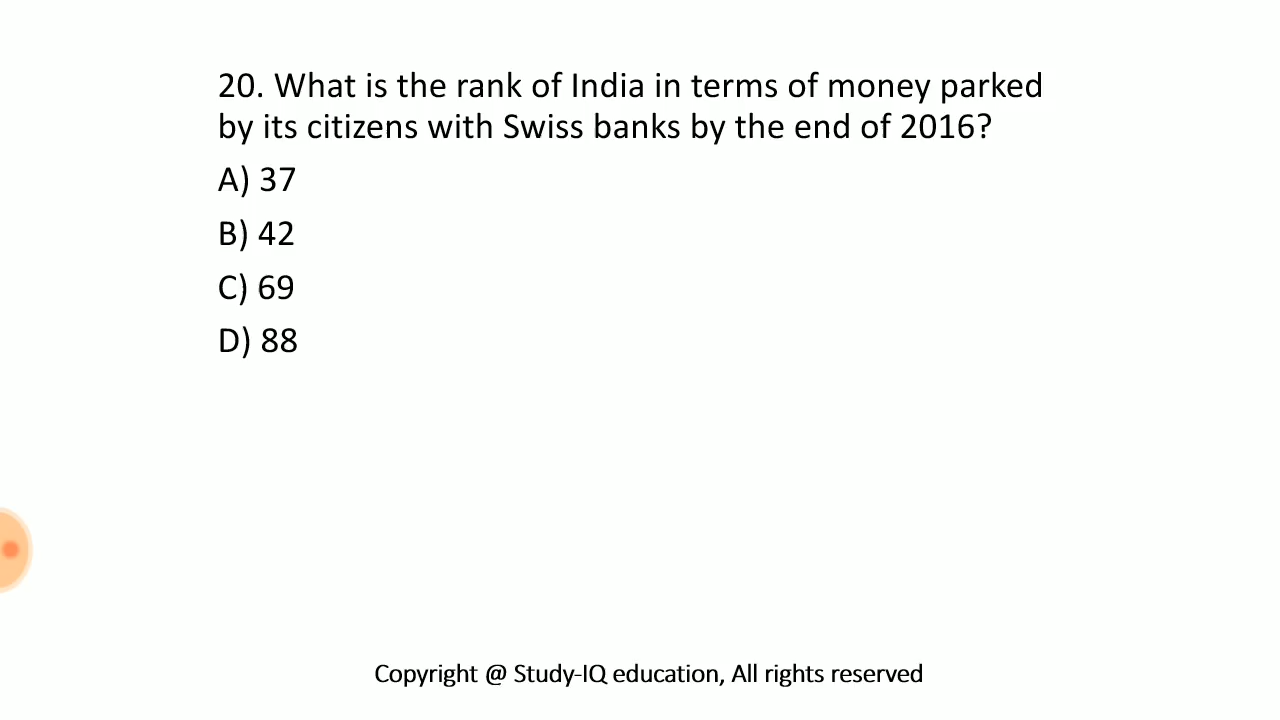 20. What is the rank of India in terms of money parked
by its citizens with Swiss banks by the end of 2016?
A) 37
B) 42
C) 69
D) 88
Copyright @ Study-IQ education, All rights reserved